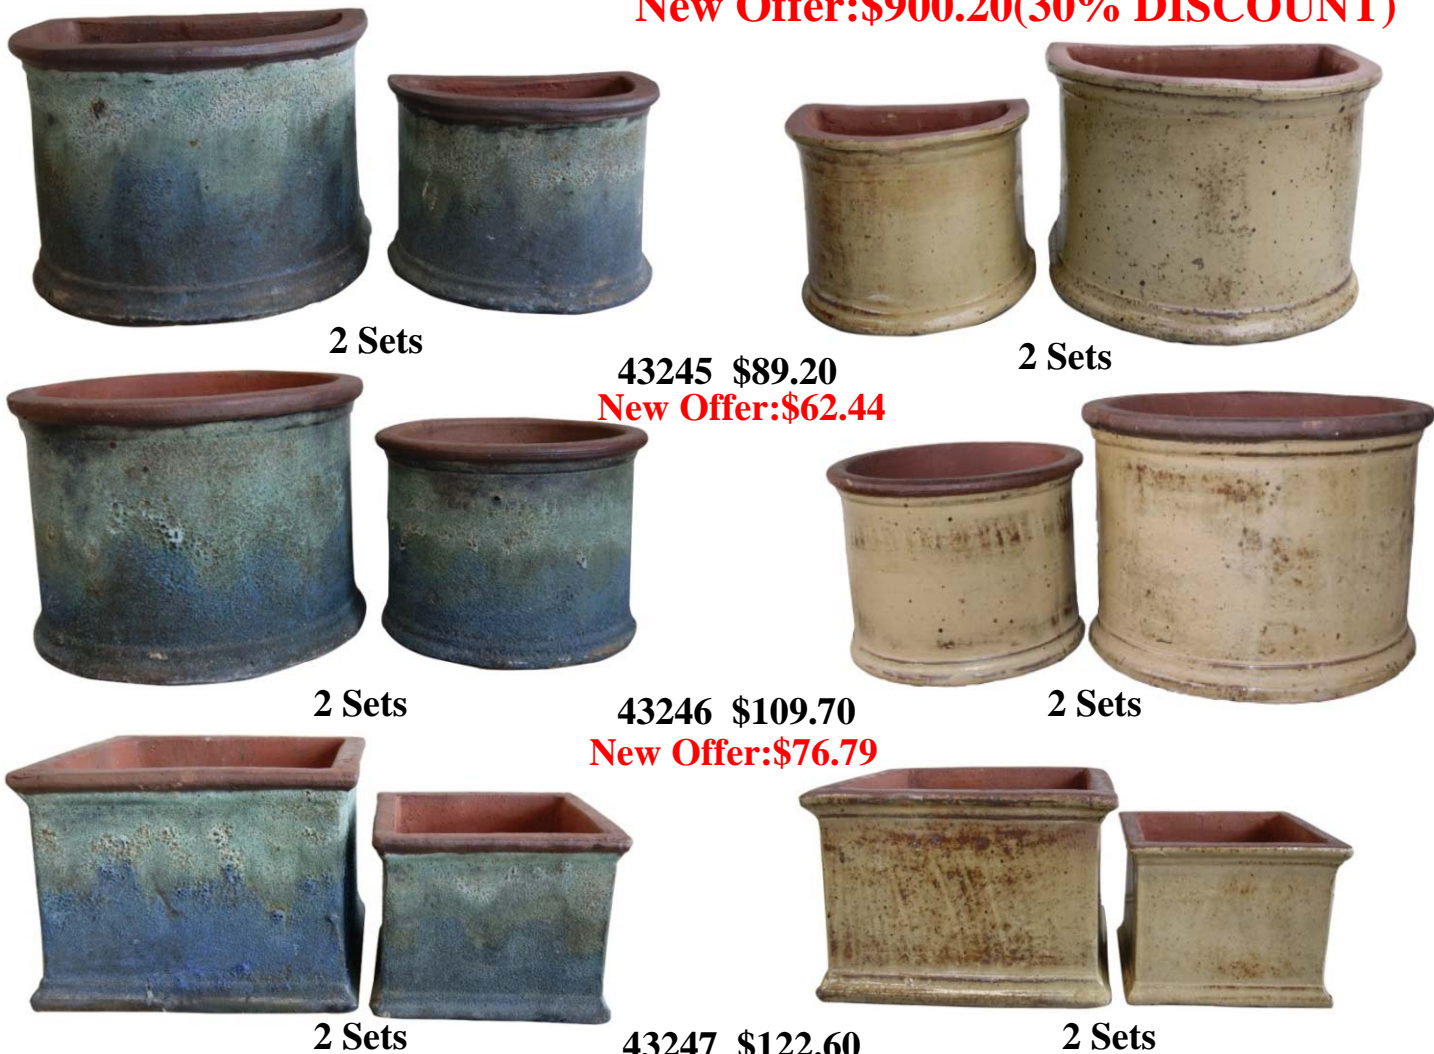 New Offer:$900.20(30% DISCOUNT)
2 Sets
2 Sets
43245 $89.20
New Offer:$62.44
2 Sets
2 Sets
43246 $109.70
New Offer:$76.79
2 Sets
2 Sets
43247 $122.60